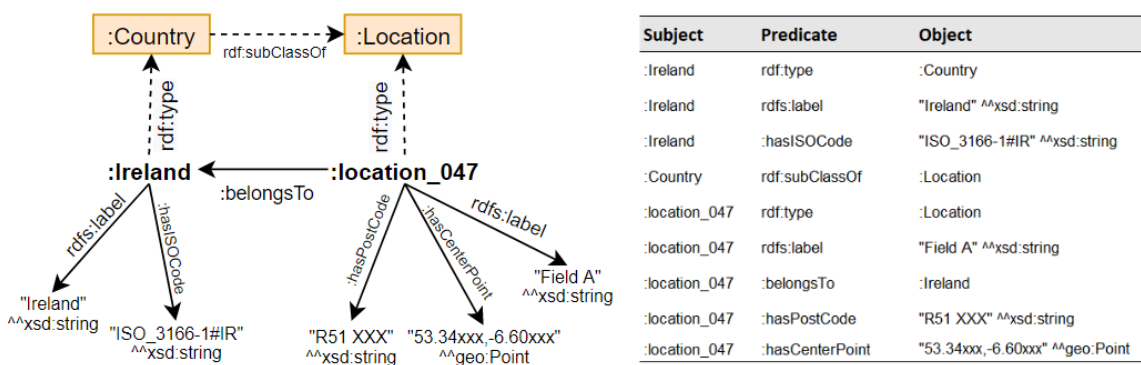 :Country
rdf:subClassOf
:Location
rdf:type
rdf:type
:Ireland
:belongsTo
:location_047
rdfs:label
:hasISOCode
:hasPostCode
:hasCenterPoint
rdfs:label
"Ireland"
^^xsd:string
"ISO_3166-1#IR"
^^xsd:string
"R51 XXX"
^^xsd:string
"53.34xxx,-6.60xxx"
^^geo:Point
"Field A"
^^xsd:string
Subject Predicate Object
:Ireland rdf:type :Country
:Ireland rdfs:label "Ireland" ^^xsd:string
:Ireland :hasISOCode "ISO_3166-1#IR" ^^xsd:string
:Country rdf:subClassOf :Location
:location_047 rdf:type :Location
:location_047 rdfs:label "Field A" ^^xsd:string
:location_047 :belongsTo :Ireland
:location_047 :hasPostCode "R51 XXX" ^^xsd:string
:location_047 :hasCenterPoint "53.34xxx,-6.60xxx" ^^geo:Point